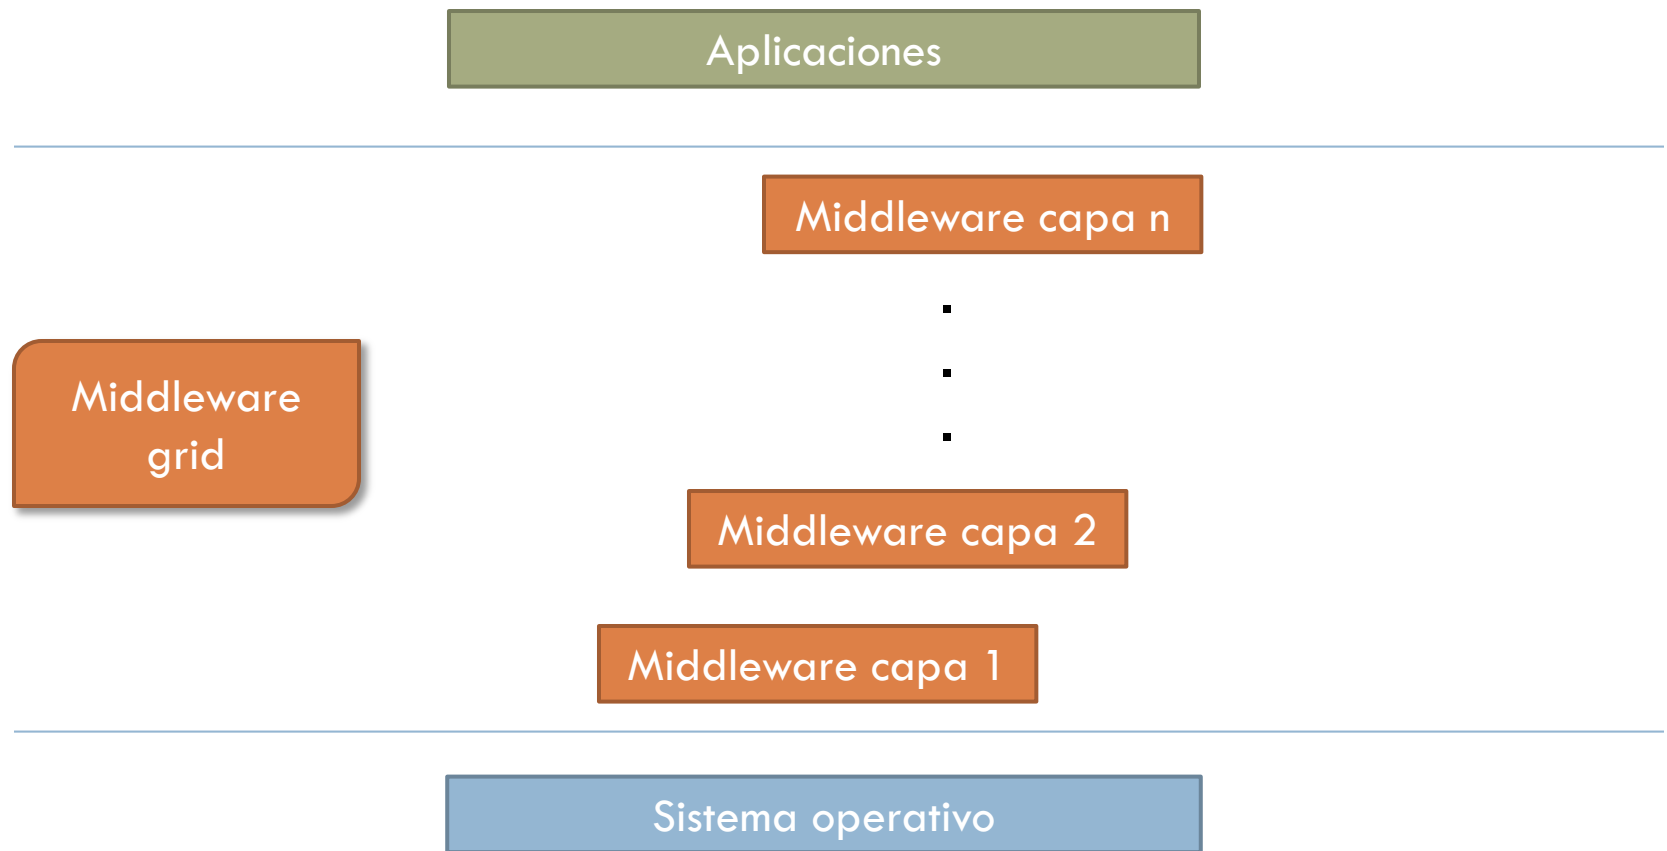 Aplicaciones
Middleware capa n
Middleware
grid
Middleware capa 2
Middleware capa 1
Sistema operativo